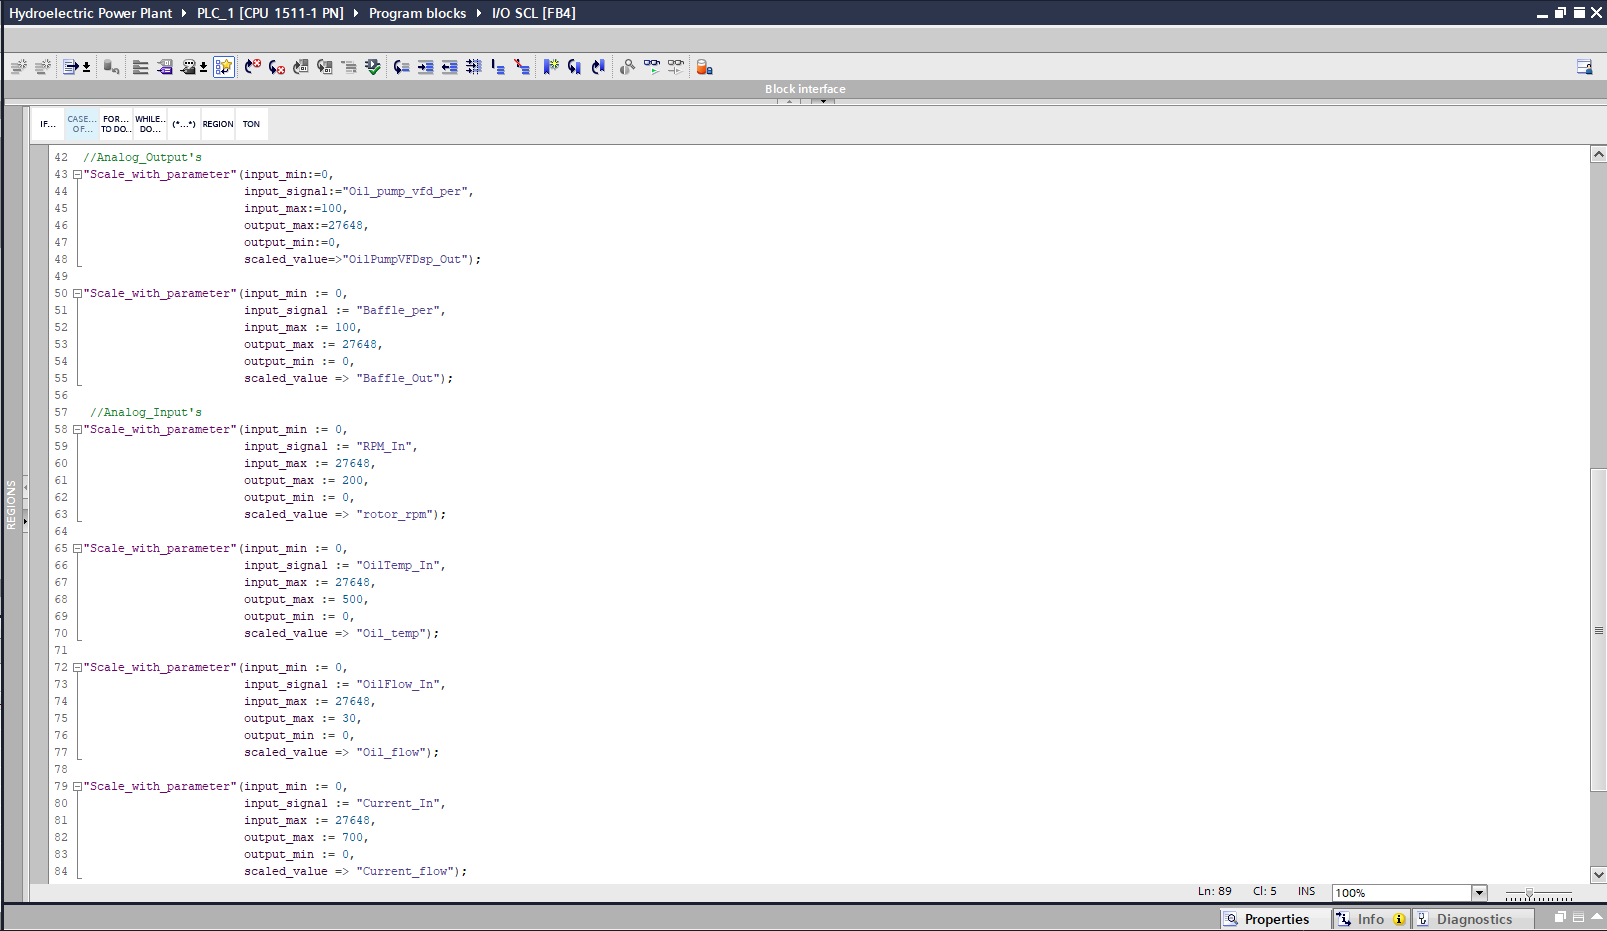 Hydroelectric Power Plant ▸ PLC_1 [CPU 1511-1 PN] ▸ Program blocks ▸ I/O SCL [FB4]
Block interface
IF... CASE... OF... FOR... TO DO... WHILE... DO... (*...*) REGION TON
REGIONS
42 //Analog_Output's
43 "Scale_with_parameter"(input_min:=0,
44 input_signal:="Oil_pump_vfd_per",
45 input_max:=100,
46 output_max:=27648,
47 output_min:=0,
48 scaled_value=>"OilPumpVFDsp_Out");
49
50 "Scale_with_parameter"(input_min := 0,
51 input_signal := "Baffle_per",
52 input_max := 100,
53 output_max := 27648,
54 output_min := 0,
55 scaled_value => "Baffle_Out");
56
57 //Analog_Input's
58 "Scale_with_parameter"(input_min := 0,
59 input_signal := "RPM_In",
60 input_max := 27648,
61 output_max := 200,
62 output_min := 0,
63 scaled_value => "rotor_rpm");
64
65 "Scale_with_parameter"(input_min := 0,
66 input_signal := "OilTemp_In",
67 input_max := 27648,
68 output_max := 500,
69 output_min := 0,
70 scaled_value => "Oil_temp");
71
72 "Scale_with_parameter"(input_min := 0,
73 input_signal := "OilFlow_In",
74 input_max := 27648,
75 output_max := 30,
76 output_min := 0,
77 scaled_value => "Oil_flow");
78
79 "Scale_with_parameter"(input_min := 0,
80 input_signal := "Current_In",
81 input_max := 27648,
82 output_max := 700,
83 output_min := 0,
84 scaled_value => "Current_flow");
Ln: 89 Cl: 5 INS 100%
Properties Info Diagnostics